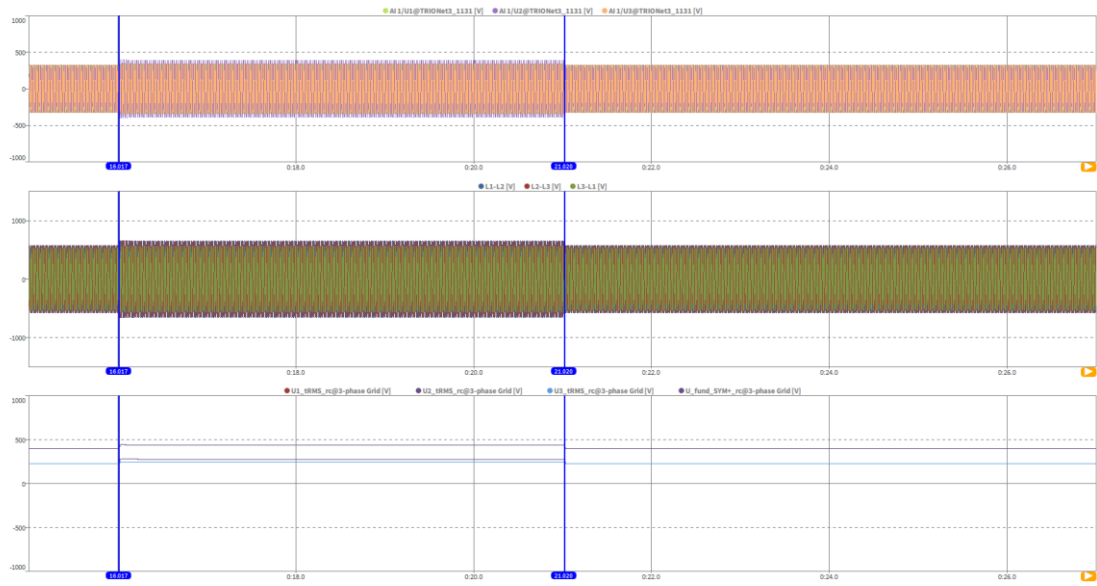 AI 1/U1@TRIONet3_1131 [V] AI 1/U2@TRIONet3_1131 [V] AI 1/U3@TRIONet3_1131 [V]
1000
500
0
-500
-1000
16.017 0:18.0 0:20.0 21.020 0:22.0 0:24.0 0:26.0
L1-L2 [V] L2-L3 [V] L3-L1 [V]
1000
0
-1000
16.017 0:18.0 0:20.0 21.020 0:22.0 0:24.0 0:26.0
U1_tRMS_rc@3-phase Grid [V] U2_tRMS_rc@3-phase Grid [V] U3_tRMS_rc@3-phase Grid [V] U_fund_SYM+_rc@3-phase Grid [V]
1000
500
0
-500
-1000
16.017 0:18.0 0:20.0 21.020 0:22.0 0:24.0 0:26.0